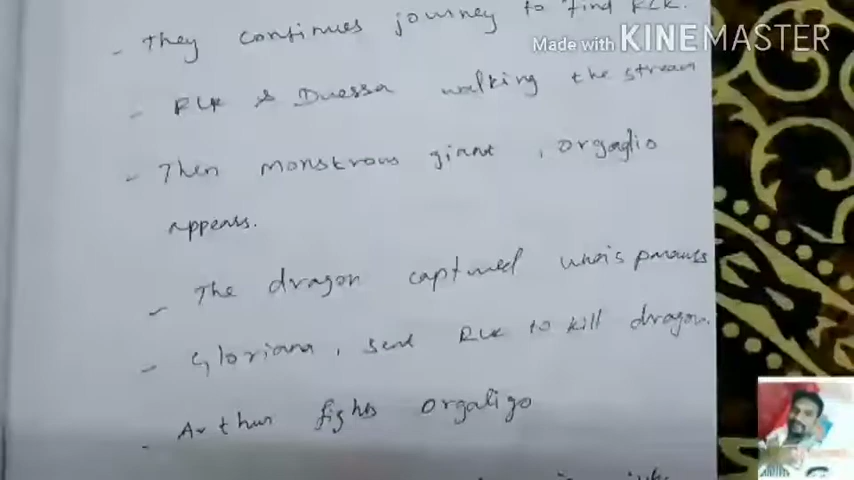 - They continues journey to find RCK.
Made with KINEMASTER
- RCK & Duessa walking the stream
- Then monstrous giant, orgaglio
appears.
- The dragon captured Una's parents
- Gloriana, send RCK to kill dragon.
- Arthur fights orgaligo